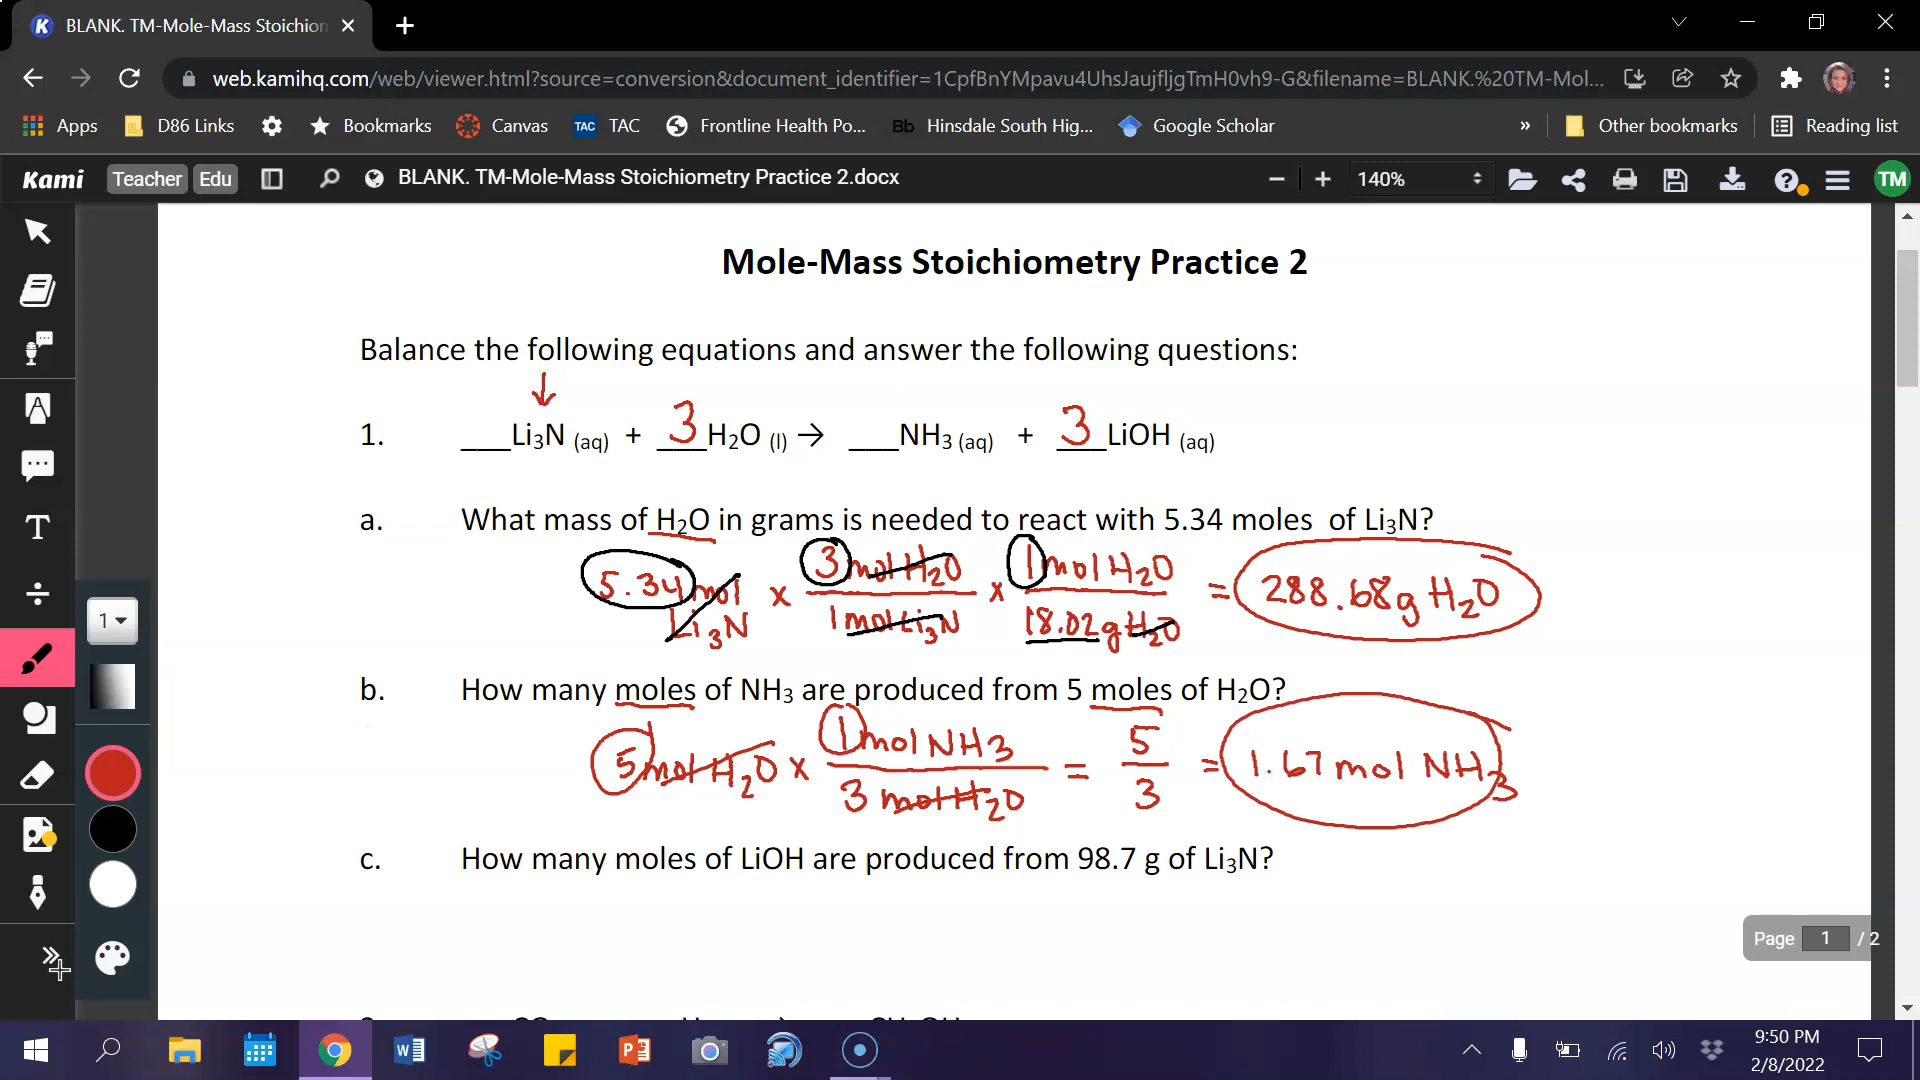 BLANK. TM-Mole-Mass Stoichion
web.kamihq.com/web/viewer.html?source=conversion&document_identifier=1CpfBnYMpavu4UhsJaujfljgTmH0vh9-G&filename=BLANK.%20TM-Mol...
Apps D86 Links Bookmarks Canvas TAC TAC Frontline Health Po... Bb Hinsdale South Hig... Google Scholar » Other bookmarks Reading list
Kami Teacher Edu BLANK. TM-Mole-Mass Stoichiometry Practice 2.docx − + 140% TM
Mole-Mass Stoichiometry Practice 2
Balance the following equations and answer the following questions:
1. ___Li₃N (aq) + 3 H₂O (l) → ___NH₃ (aq) + 3 LiOH (aq)
a. What mass of H₂O in grams is needed to react with 5.34 moles of Li₃N?
5.34 mol Li₃N x 3 mol H₂O / 1 mol Li₃N x 1 mol H₂O / 18.02 g H₂O = 288.68 g H₂O
b. How many moles of NH₃ are produced from 5 moles of H₂O?
5 mol H₂O x 1 mol NH3 / 3 mol H₂O = 5 / 3 = 1.67 mol NH₃
c. How many moles of LiOH are produced from 98.7 g of Li₃N?
1
Page 1 / 2
9:50 PM
2/8/2022